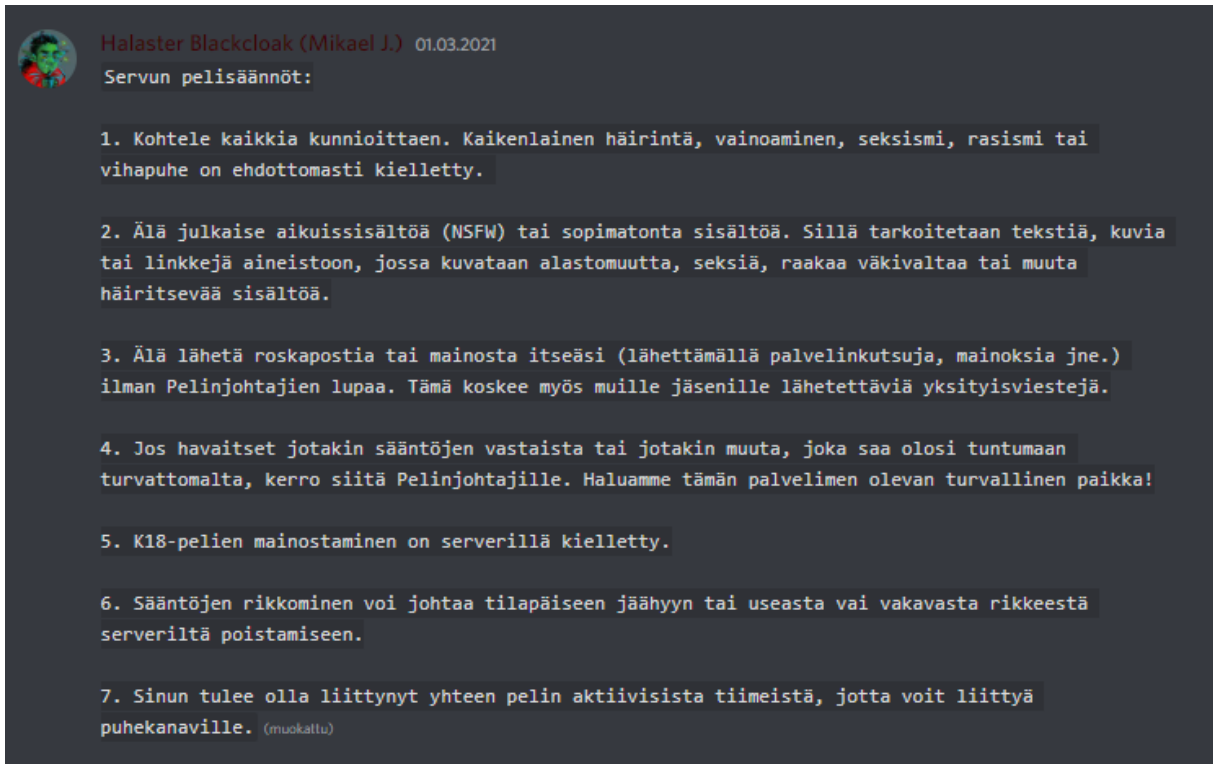 Halaster Blackcloak (Mikael J.) 01.03.2021
Servun pelisäännöt:
1. Kohtele kaikkia kunnioittaen. Kaikenlainen häirintä, vainoaminen, seksismi, rasismi tai
vihapuhe on ehdottomasti kielletty.
2. Älä julkaise aikuissisältöä (NSFW) tai sopimatonta sisältöä. Sillä tarkoitetaan tekstiä, kuvia
tai linkkejä aineistoon, jossa kuvataan alastomuutta, seksiä, raakaa väkivaltaa tai muuta
häiritsevää sisältöä.
3. Älä lähetä roskapostia tai mainosta itseäsi (lähettämällä palvelinkutsuja, mainoksia jne.)
ilman Pelinjohtajien lupaa. Tämä koskee myös muille jäsenille lähetettäviä yksityisviestejä.
4. Jos havaitset jotakin sääntöjen vastaista tai jotakin muuta, joka saa olosi tuntumaan
turvattomalta, kerro siitä Pelinjohtajille. Haluamme tämän palvelimen olevan turvallinen paikka!
5. K18-pelien mainostaminen on serverillä kielletty.
6. Sääntöjen rikkominen voi johtaa tilapäiseen jäähyyn tai useasta vai vakavasta rikkeestä
serveriltä poistamiseen.
7. Sinun tulee olla liittynyt yhteen pelin aktiivisista tiimeistä, jotta voit liittyä
puhekanaville. (muokattu)